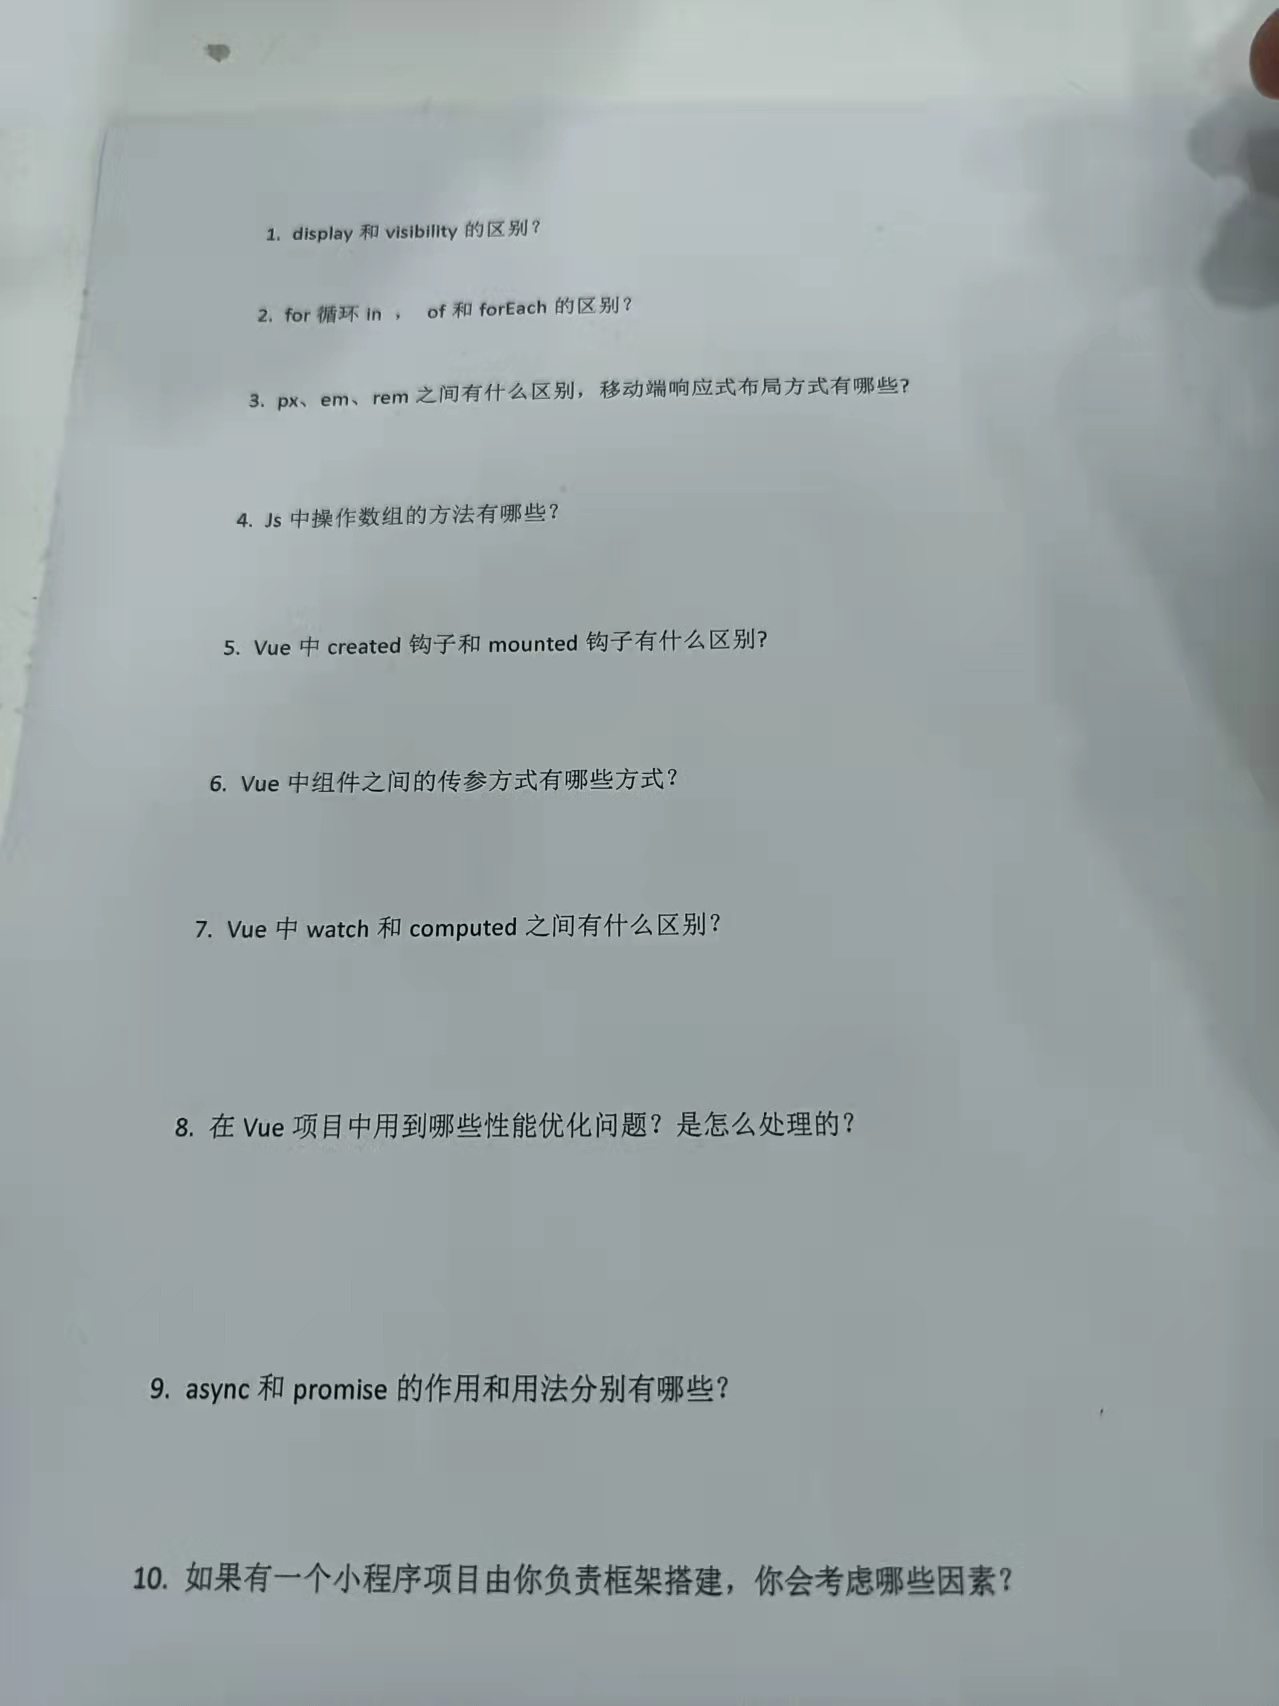 1. display 和 visibility 的区别？
2. for 循环 in ， of 和 forEach 的区别？
3. px、em、rem 之间有什么区别，移动端响应式布局方式有哪些?
4. Js 中操作数组的方法有哪些？
5. Vue 中 created 钩子和 mounted 钩子有什么区别?
6. Vue 中组件之间的传参方式有哪些方式？
7. Vue 中 watch 和 computed 之间有什么区别？
8. 在 Vue 项目中用到哪些性能优化问题？是怎么处理的？
9. async 和 promise 的作用和用法分别有哪些？
10. 如果有一个小程序项目由你负责框架搭建，你会考虑哪些因素？